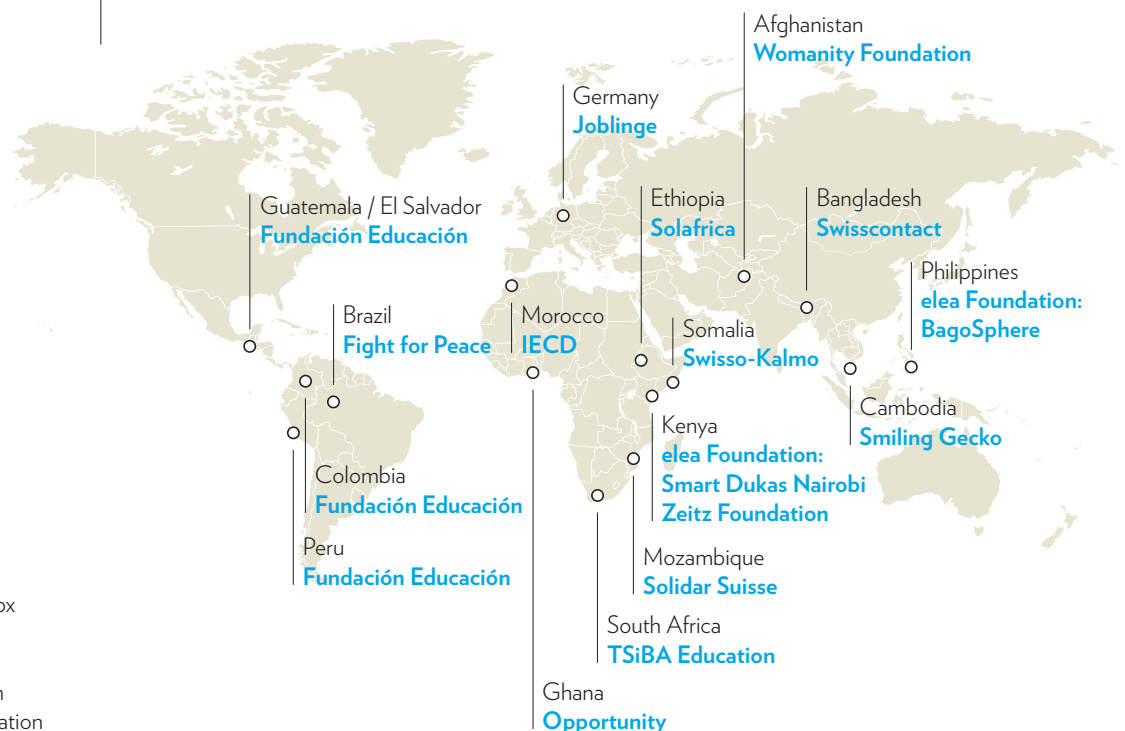 Afghanistan
Womanity Foundation
Germany
Joblinge
Guatemala / El Salvador
Fundación Educación
Ethiopia
Solafrica
Bangladesh
Swisscontact
Philippines
elea Foundation:
BagoSphere
Brazil
Fight for Peace
Morocco
IECD
Somalia
Swisso-Kalmo
Cambodia
Smiling Gecko
Kenya
elea Foundation:
Smart Dukas Nairobi
Zeitz Foundation
Colombia
Fundación Educación
Peru
Fundación Educación
Mozambique
Solidar Suisse
South Africa
TSiBA Education
Ghana
Opportunity